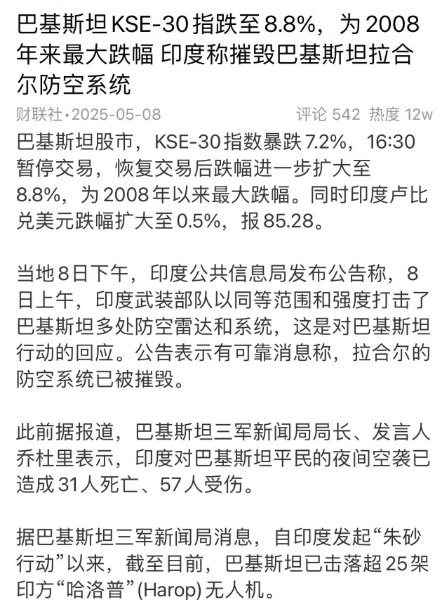 巴基斯坦KSE-30指跌至8.8%，为2008
年来最大跌幅 印度称摧毁巴基斯坦拉合
尔防空系统
财联社·2025-05-08 评论 542 热度 12w
巴基斯坦股市，KSE-30指数暴跌7.2%，16:30
暂停交易，恢复交易后跌幅进一步扩大至
8.8%，为2008年以来最大跌幅。同时印度卢比
兑美元跌幅扩大至0.5%，报85.28。
当地8日下午，印度公共信息局发布公告称，8
日上午，印度武装部队以同等范围和强度打击了
巴基斯坦多处防空雷达和系统，这是对巴基斯坦
行动的回应。公告表示有可靠消息称，拉合尔的
防空系统已被摧毁。
此前据报道，巴基斯坦三军新闻局局长、发言人
乔杜里表示，印度对巴基斯坦平民的夜间空袭已
造成31人死亡、57人受伤。
据巴基斯坦三军新闻局消息，自印度发起“朱砂
行动”以来，截至目前，巴基斯坦已击落超25架
印方“哈洛普”(Harop)无人机。